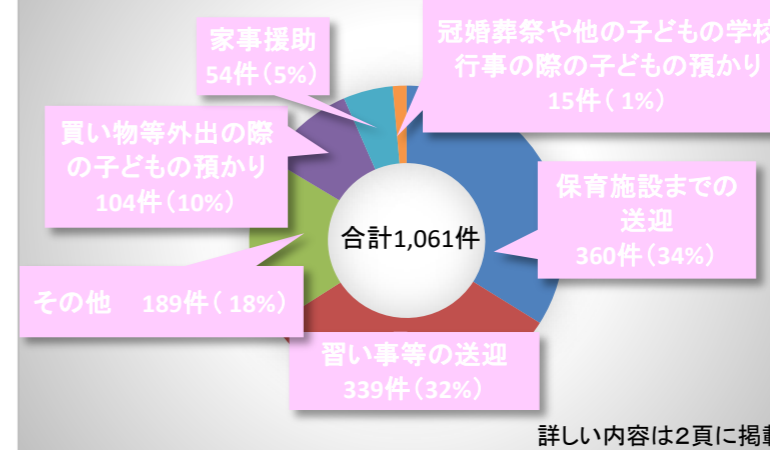 家事援助
54件（5%）
冠婚葬祭や他の子どもの学校
行事の際の子どもの預かり
15件（ 1%）
買い物等外出の際
の子どもの預かり
104件（10%）
保育施設までの
送迎
360件（34%）
合計1,061件
その他　189件（ 18%）
習い事等の送迎
339件（32%）
詳しい内容は２頁に掲載